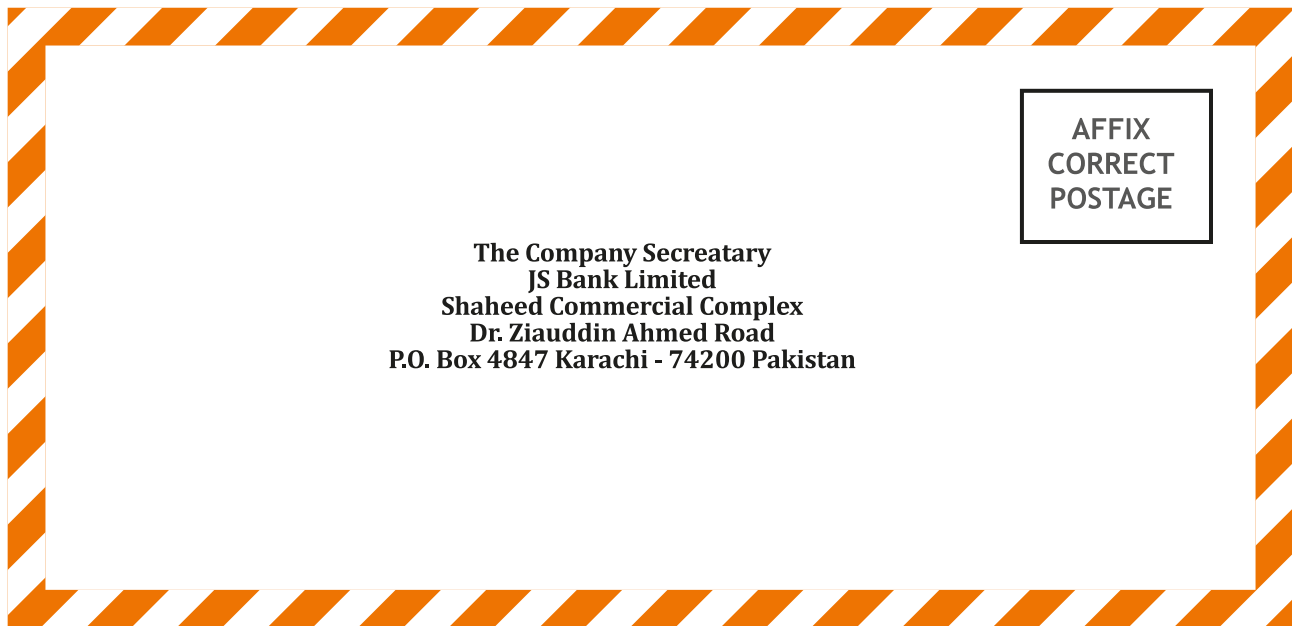 AFFIX
CORRECT
POSTAGE
The Company Secreatary
JS Bank Limited
Shaheed Commercial Complex
Dr. Ziauddin Ahmed Road
P.O. Box 4847 Karachi - 74200 Pakistan